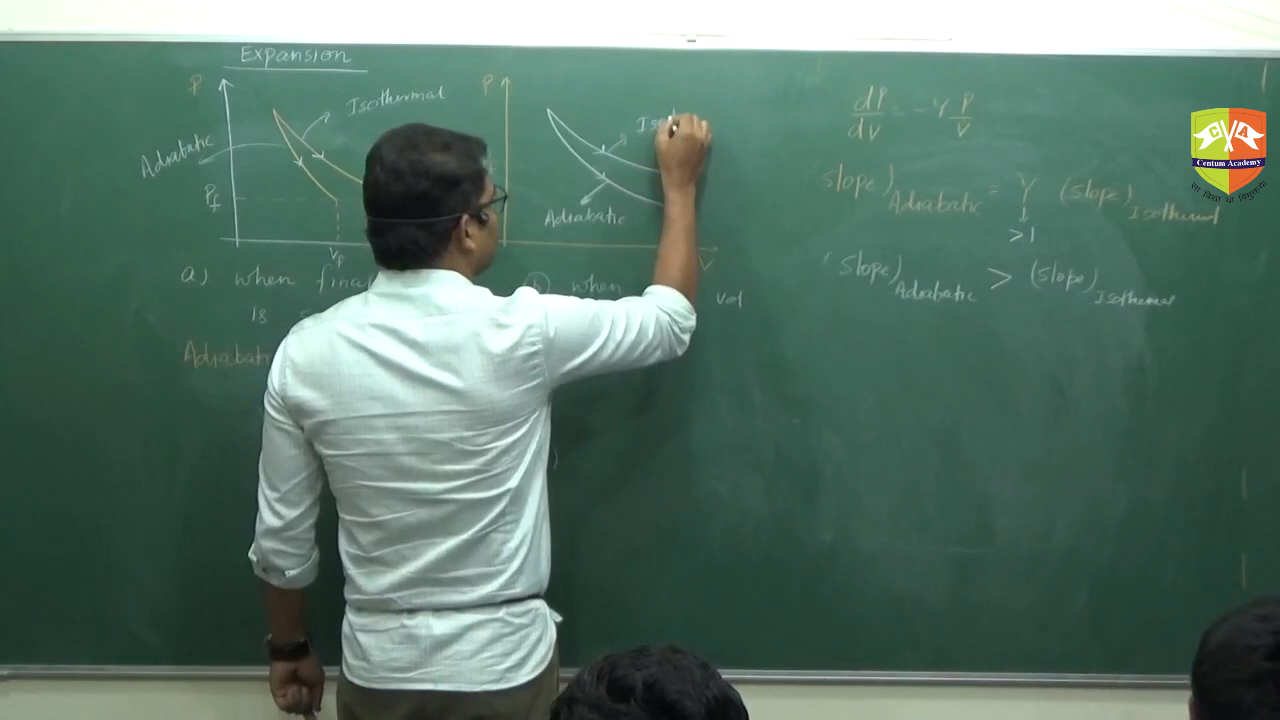 Expansion
P
Isothermal
Adiabatic
Pf
Vf
a) when final
is
Adiabati
P
Adiabatic
V
(b) when
vol
dP/dv = -γ P/v
slope)Adiabatic = γ (slope)Isothermal
>1
slope)Adiabatic > (slope)Isothermal
C A
Centum Academy